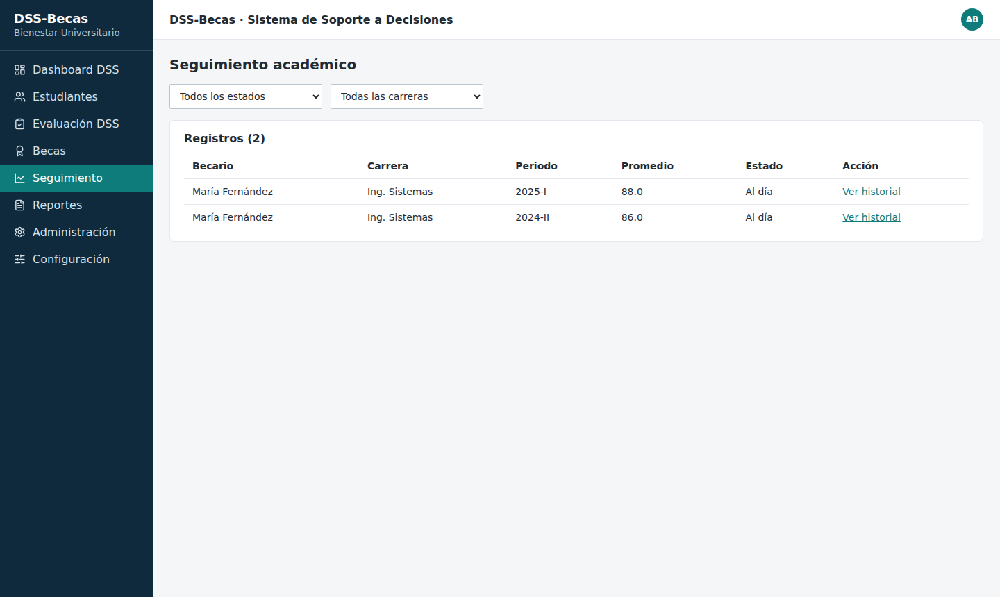 DSS-Becas
Bienestar Universitario
Dashboard DSS
Estudiantes
Evaluación DSS
Becas
Seguimiento
Reportes
Administración
Configuración
DSS-Becas · Sistema de Soporte a Decisiones
AB
Seguimiento académico
Todos los estados Todas las carreras
Registros (2)
Becario Carrera Periodo Promedio Estado Acción
María Fernández Ing. Sistemas 2025-I 88.0 Al día Ver historial
María Fernández Ing. Sistemas 2024-II 86.0 Al día Ver historial